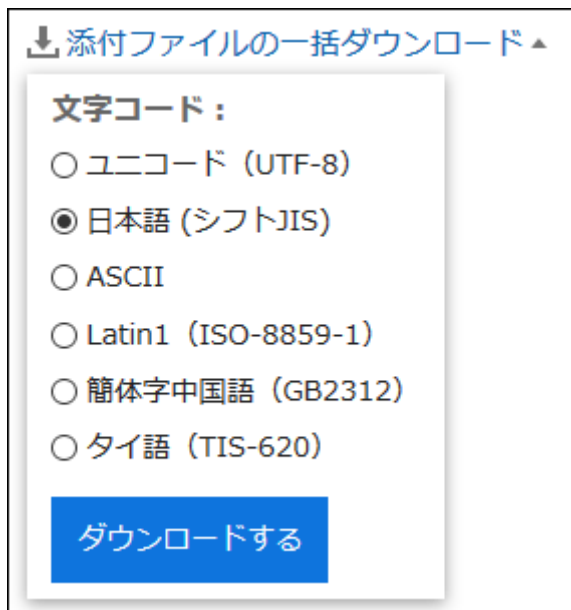 添付ファイルの一括ダウンロード
文字コード：
ユニコード（UTF-8）
日本語 (シフトJIS)
ASCII
Latin1（ISO-8859-1）
簡体字中国語（GB2312）
タイ語（TIS-620）
ダウンロードする